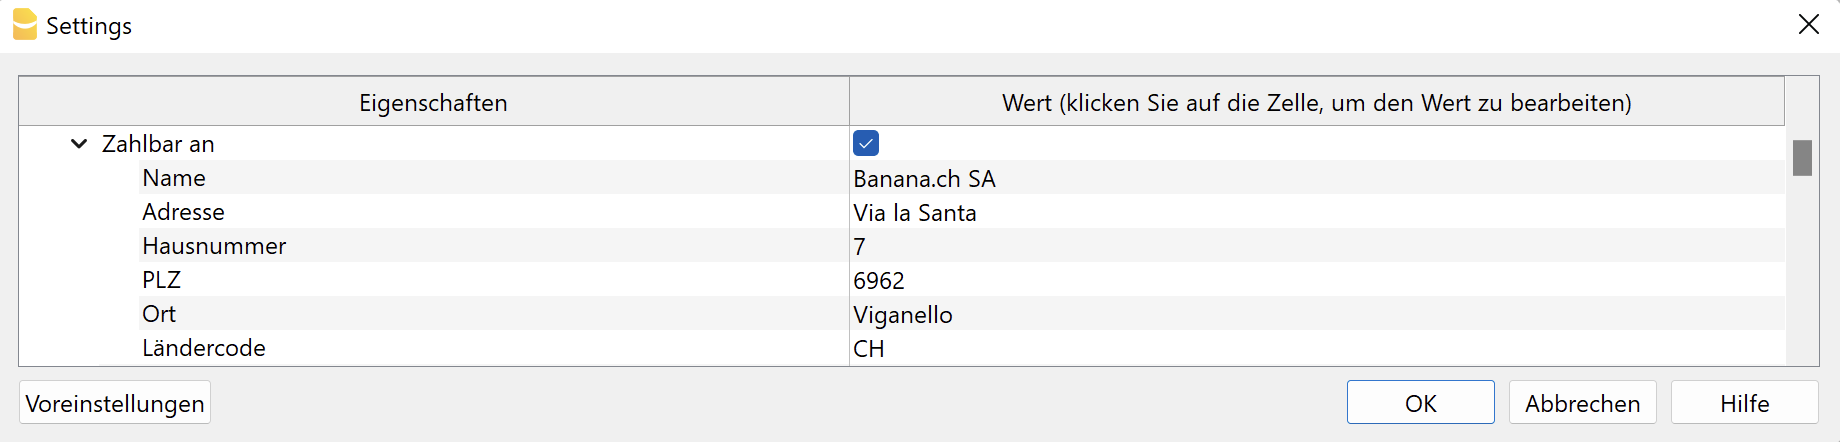 Settings
Eigenschaften Wert (klicken Sie auf die Zelle, um den Wert zu bearbeiten)
Zahlbar an
Name Banana.ch SA
Adresse Via la Santa
Hausnummer 7
PLZ 6962
Ort Viganello
Ländercode CH
Voreinstellungen OK Abbrechen Hilfe